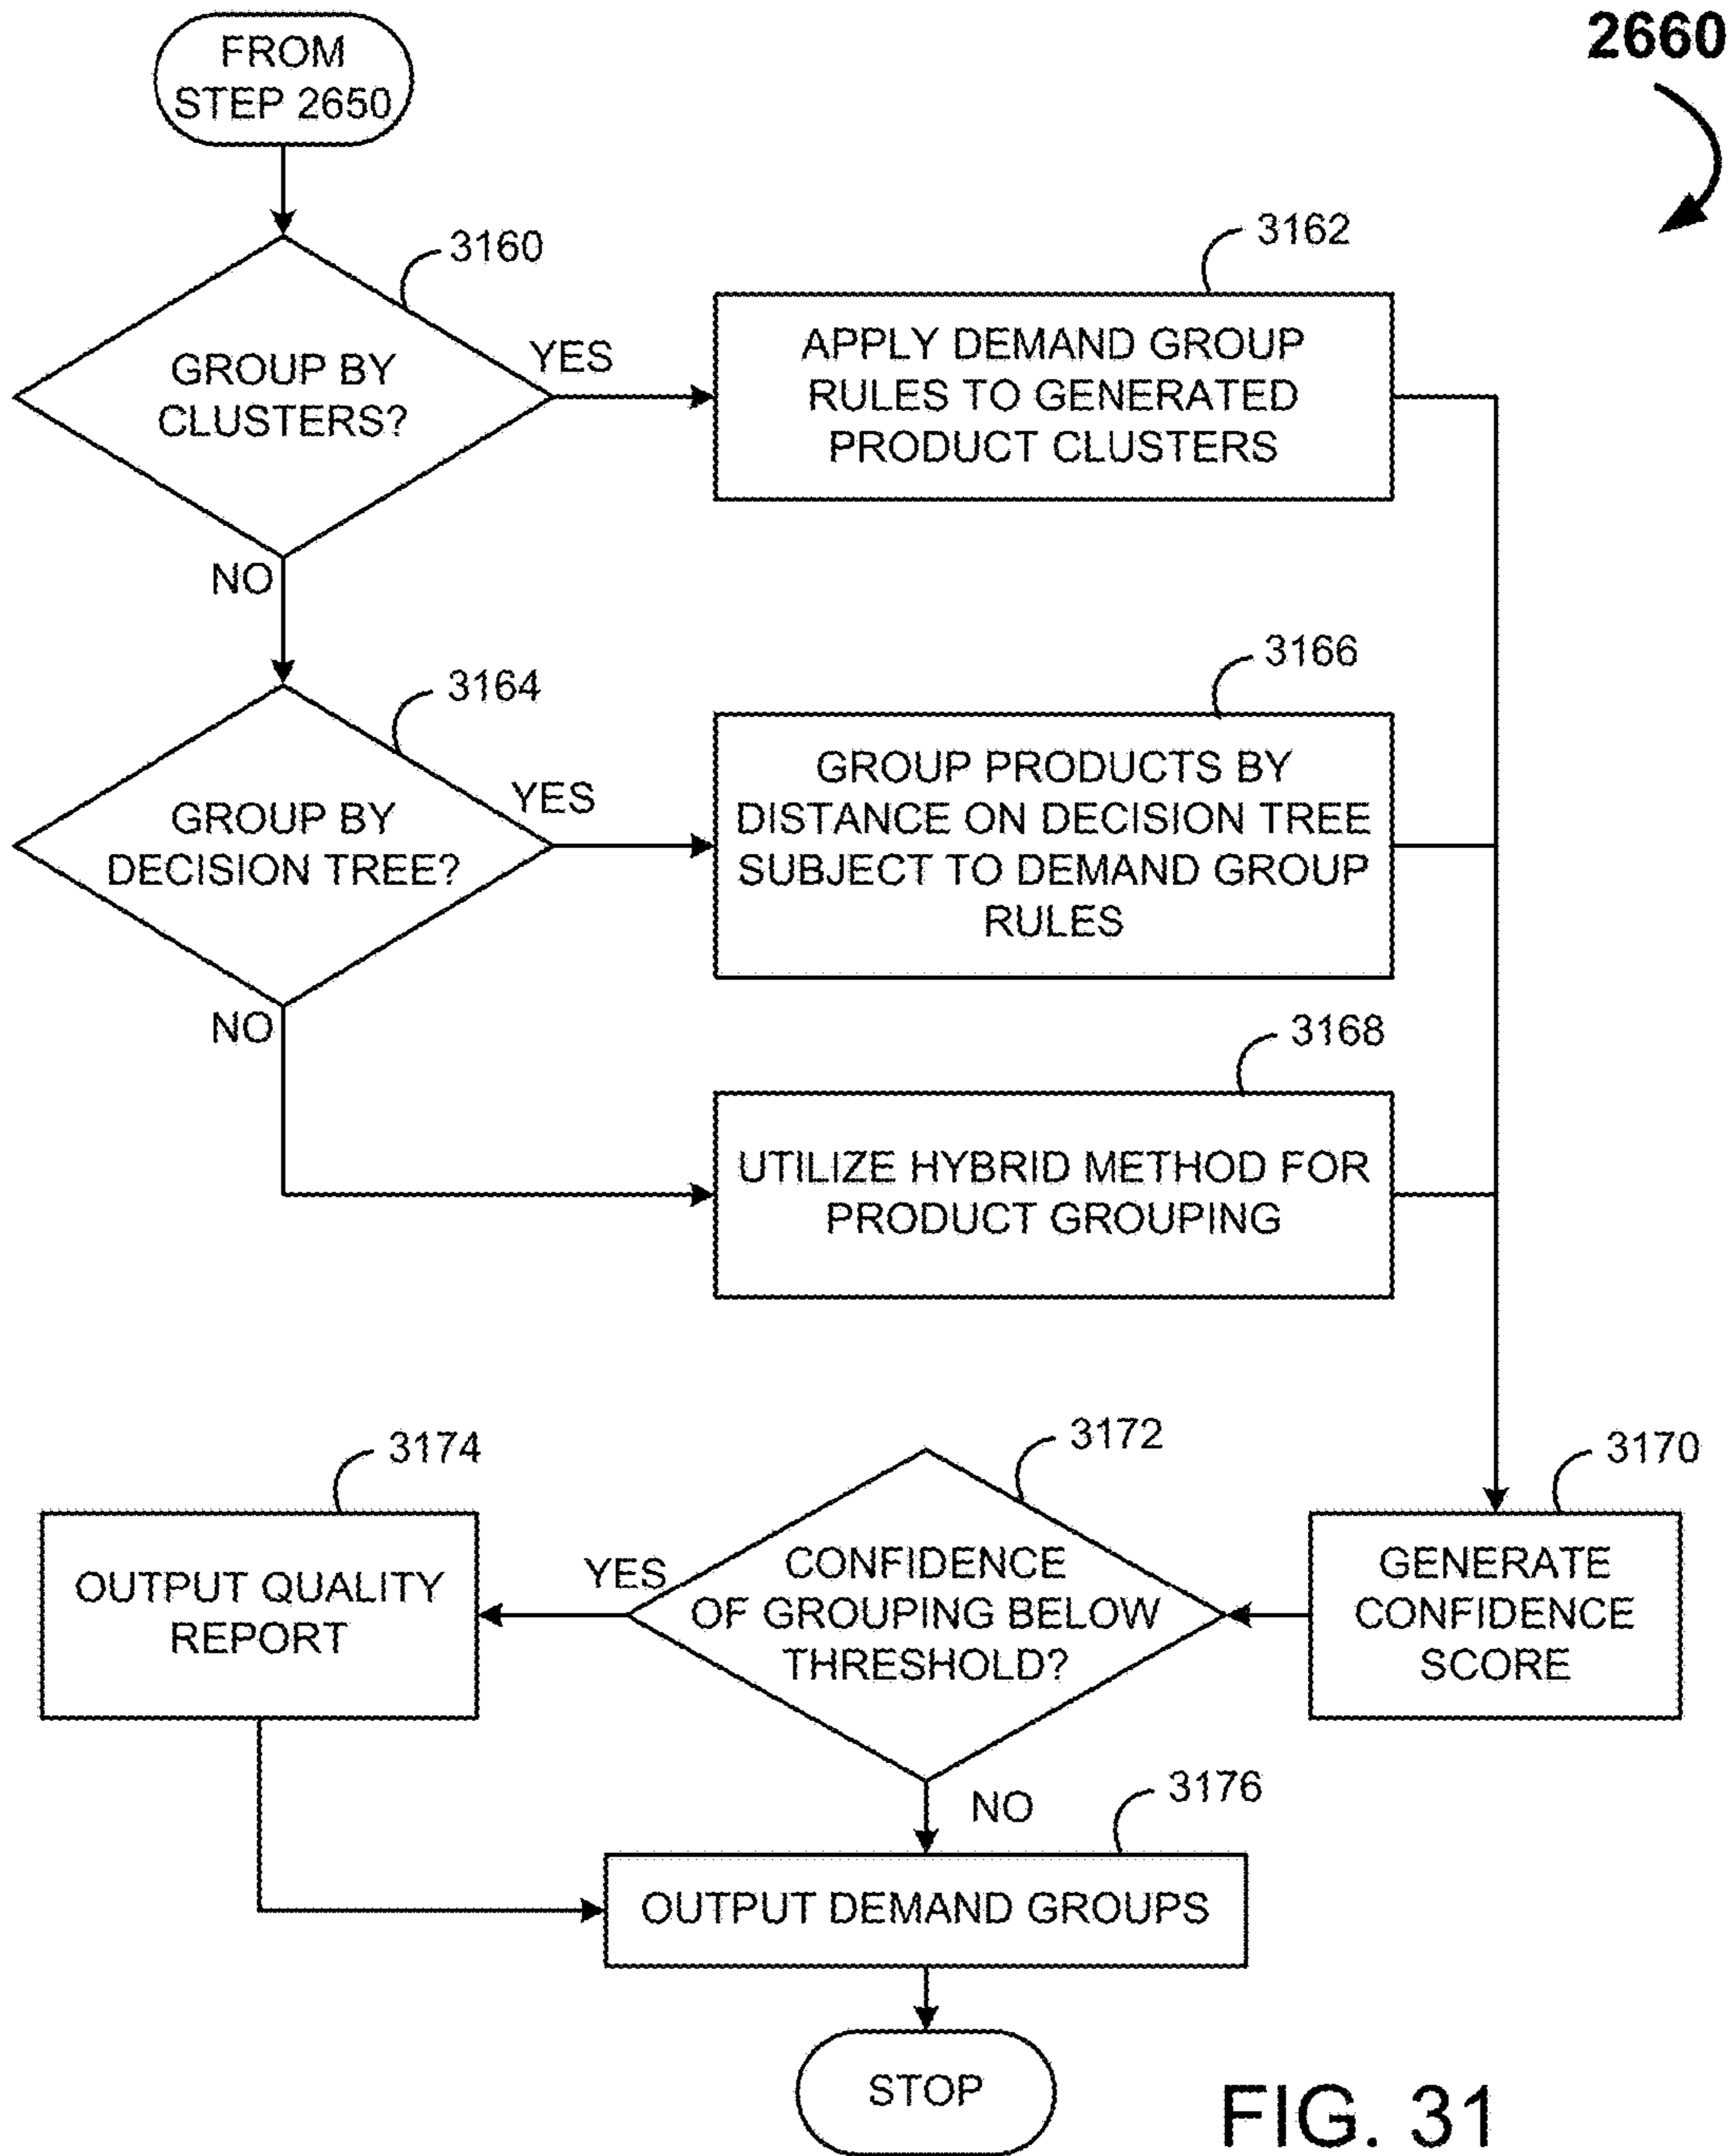 2660
FROM
STEP 2650
3160
GROUP BY
CLUSTERS?
YES
NO
3162
APPLY DEMAND GROUP
RULES TO GENERATED
PRODUCT CLUSTERS
3164
GROUP BY
DECISION TREE?
YES
NO
3166
GROUP PRODUCTS BY
DISTANCE ON DECISION TREE
SUBJECT TO DEMAND GROUP
RULES
3168
UTILIZE HYBRID METHOD FOR
PRODUCT GROUPING
3170
GENERATE
CONFIDENCE
SCORE
3172
CONFIDENCE
OF GROUPING BELOW
THRESHOLD?
YES
NO
3174
OUTPUT QUALITY
REPORT
3176
OUTPUT DEMAND GROUPS
STOP
FIG. 31